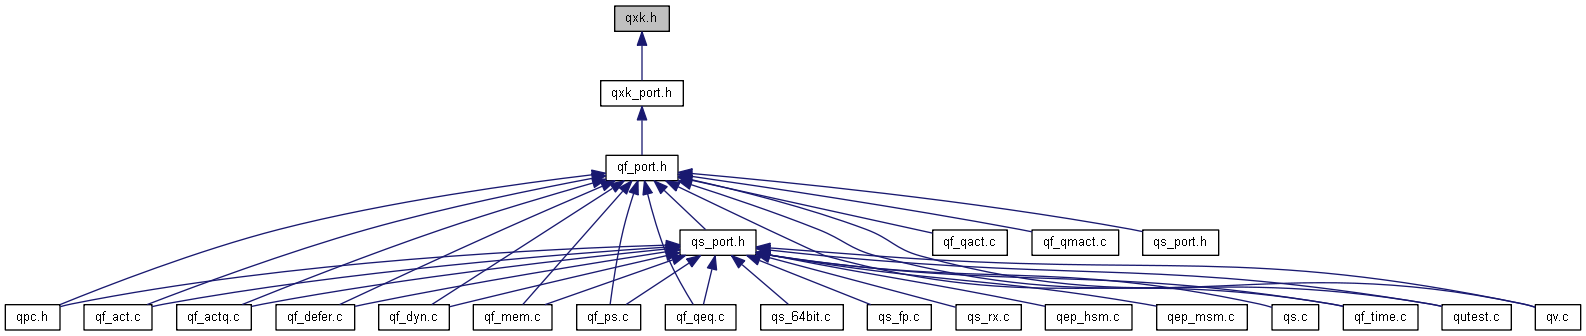 qxk.h
qxk_port.h
qf_port.h
qs_port.h
qf_qact.c
qf_qmact.c
qs_port.h
qpc.h
qf_act.c
qf_actq.c
qf_defer.c
qf_dyn.c
qf_mem.c
qf_ps.c
qf_qeq.c
qs_64bit.c
qs_fp.c
qs_rx.c
qep_hsm.c
qep_msm.c
qs.c
qf_time.c
qutest.c
qv.c